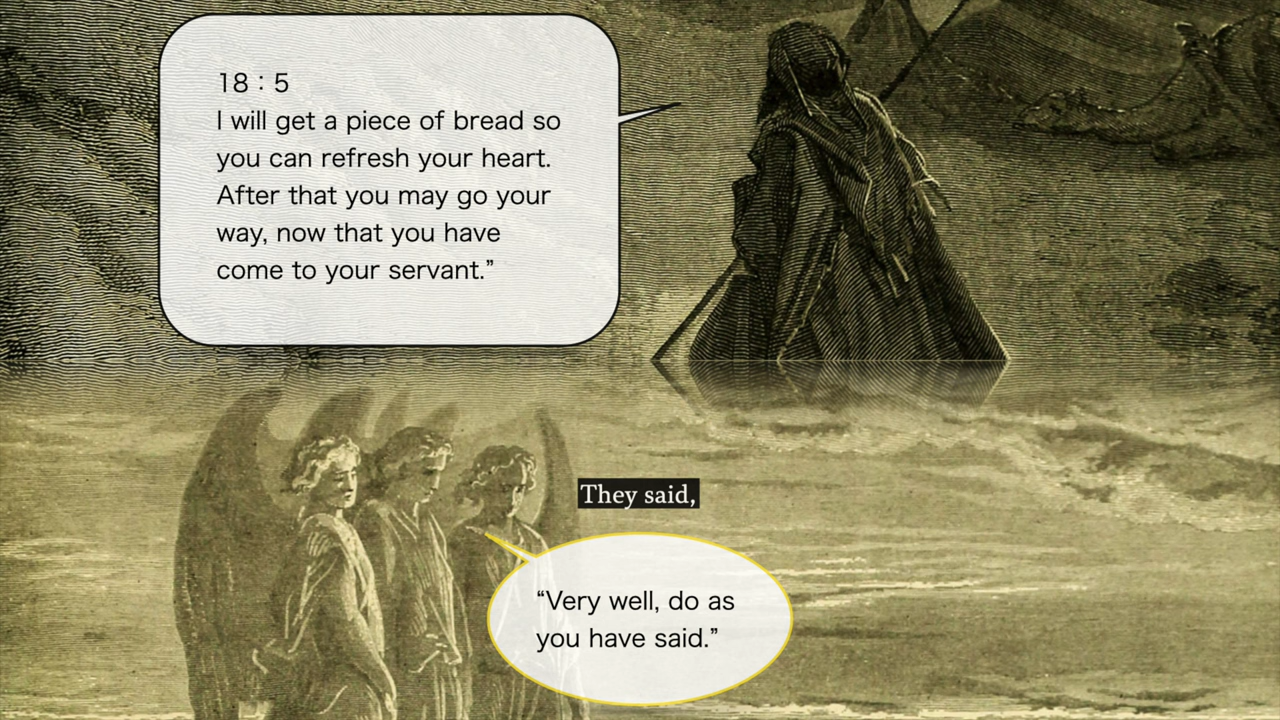 18 : 5
I will get a piece of bread so
you can refresh your heart.
After that you may go your
way, now that you have
come to your servant.”
They said,
“Very well, do as
you have said.”